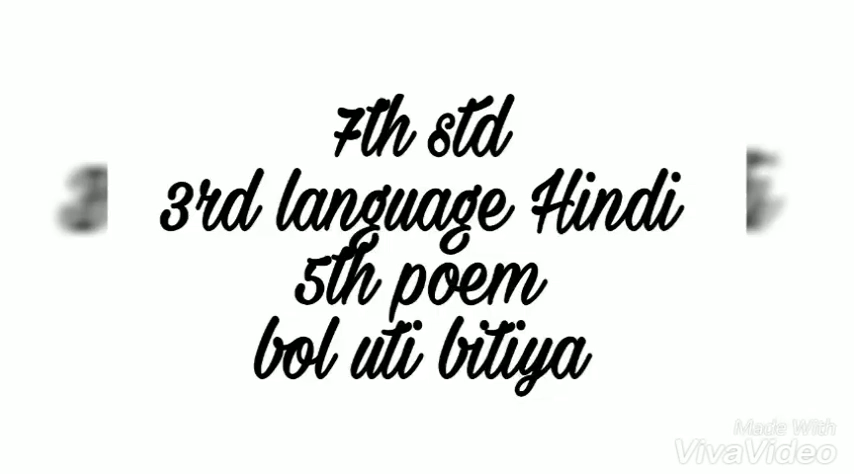 7th std
3rd language Hindi
5th poem
bol uti bitiya
Made With
VivaVideo